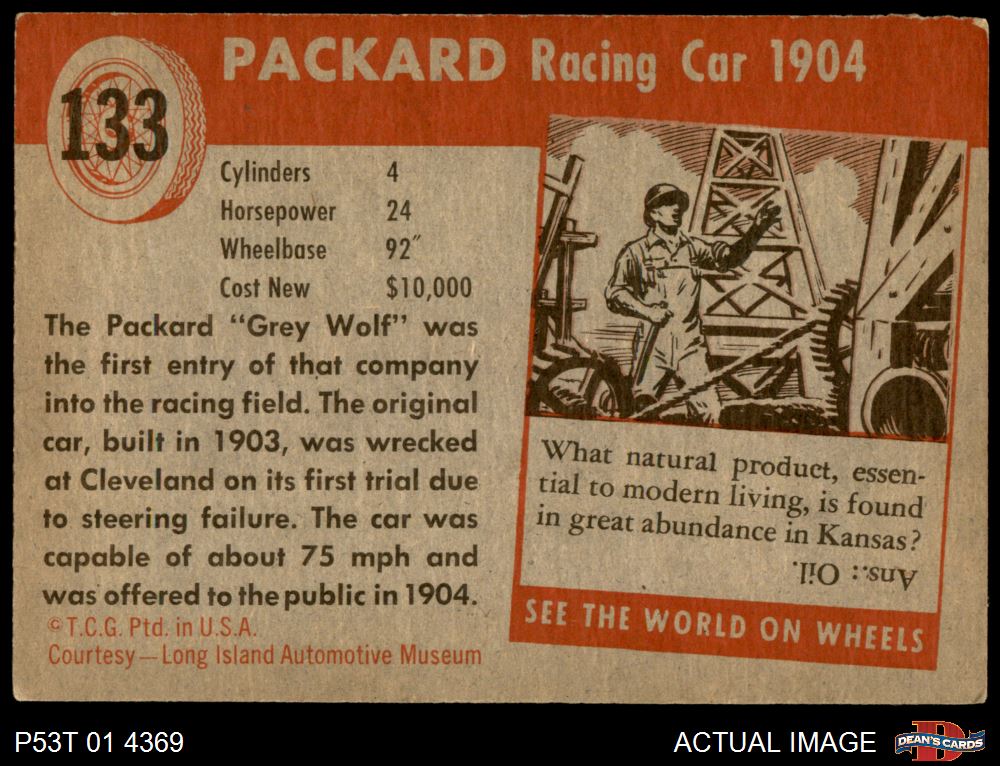 133
PACKARD Racing Car 1904
Cylinders 4
Horsepower 24
Wheelbase 92"
Cost New $10,000
The Packard “Grey Wolf” was
the first entry of that company
into the racing field. The original
car, built in 1903, was wrecked
at Cleveland on its first trial due
to steering failure. The car was
capable of about 75 mph and
was offered to the public in 1904.
© T.C.G. Ptd. in U.S.A.
Courtesy—Long Island Automotive Museum
What natural product, essen-
tial to modern living, is found
in great abundance in Kansas?
Ans.: Oil.
SEE THE WORLD ON WHEELS
P53T 01 4369
ACTUAL IMAGE
DEAN'S CARDS